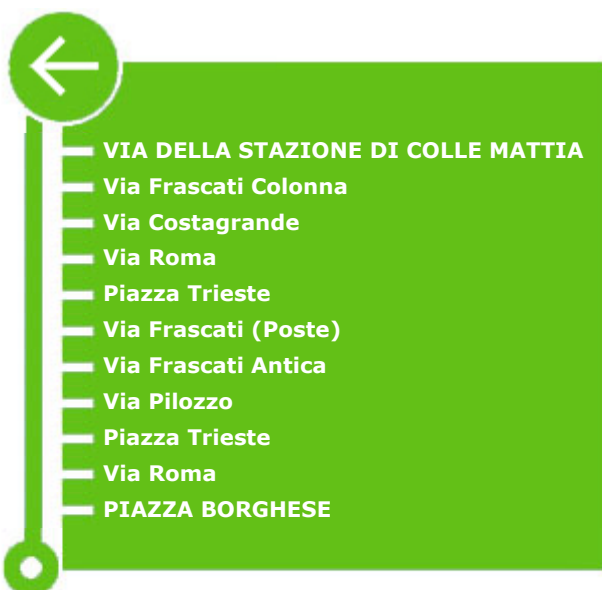 VIA DELLA STAZIONE DI COLLE MATTIA
Via Frascati Colonna
Via Costagrande
Via Roma
Piazza Trieste
Via Frascati (Poste)
Via Frascati Antica
Via Pilozzo
Piazza Trieste
Via Roma
PIAZZA BORGHESE